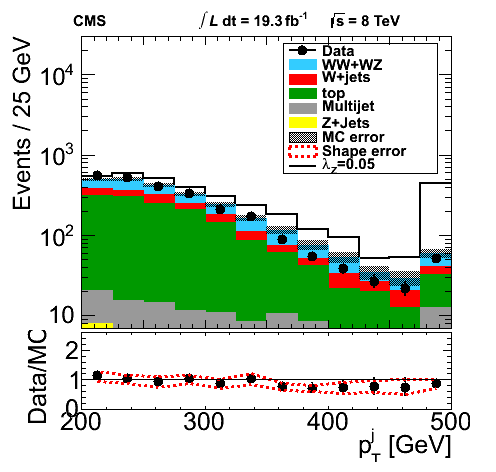 CMS ∫ L dt = 19.3 fb⁻¹ √s = 8 TeV
Events / 25 GeV
10⁴
10³
10²
10
Data
WW+WZ
W+jets
top
Multijet
Z+Jets
MC error
Shape error
λ_Z=0.05
Data/MC
2
1
0
200 300 400 500
p_T^j [GeV]